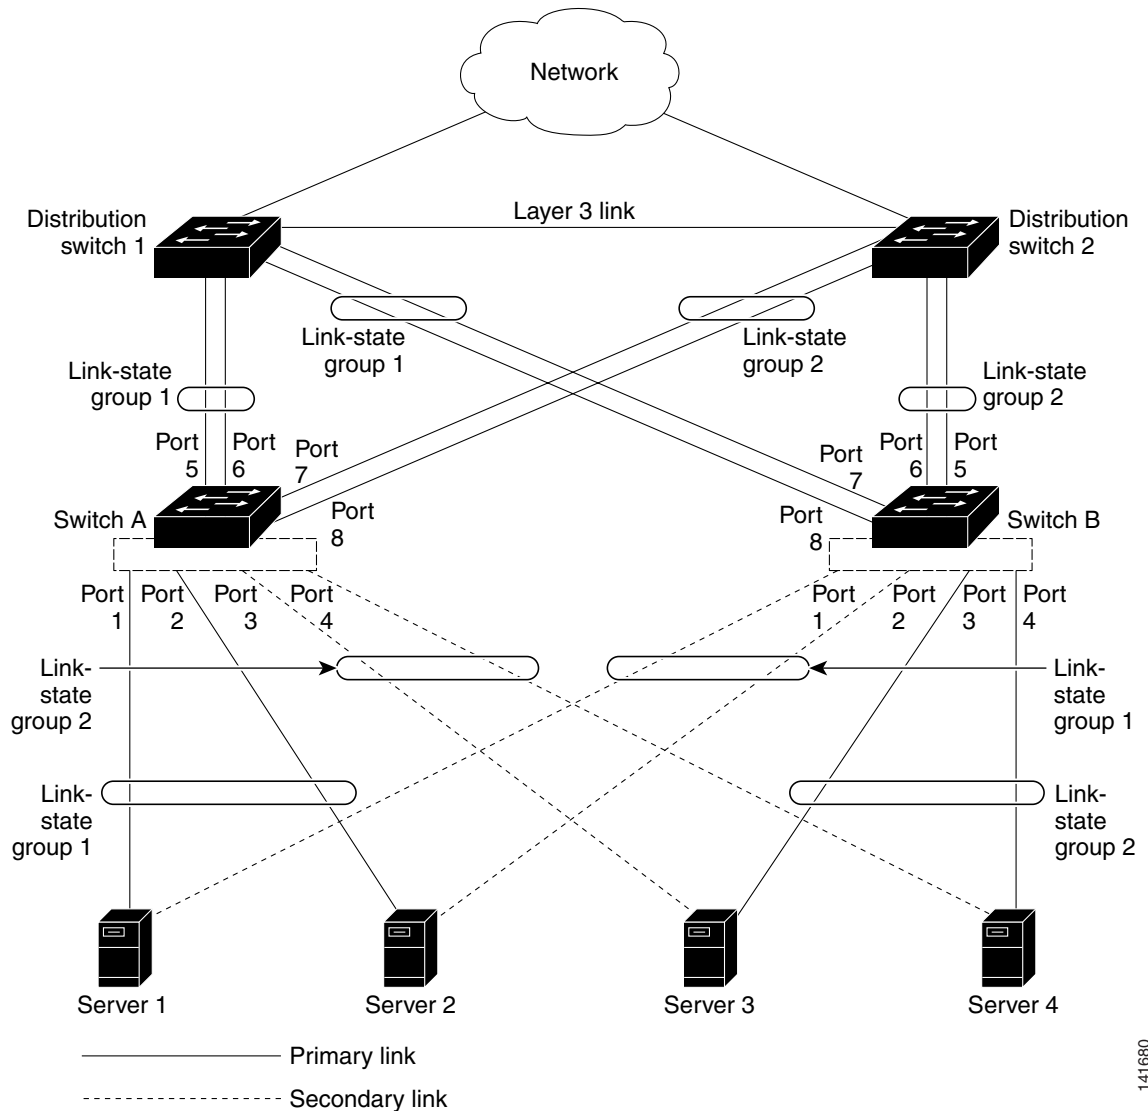 Network
Layer 3 link
Distribution
switch 1
Distribution
switch 2
Link-state
group 1
Link-state
group 2
Link-state
group 1
Link-state
group 2
Port
5
Port
6
Port
7
Port
8
Port
7
Port
6
Port
5
Port
8
Switch A
Switch B
Port
1
Port
2
Port
3
Port
4
Port
1
Port
2
Port
3
Port
4
Link-
state
group 2
Link-
state
group 1
Link-
state
group 1
Link-
state
group 2
Server 1
Server 2
Server 3
Server 4
Primary link
Secondary link
141680